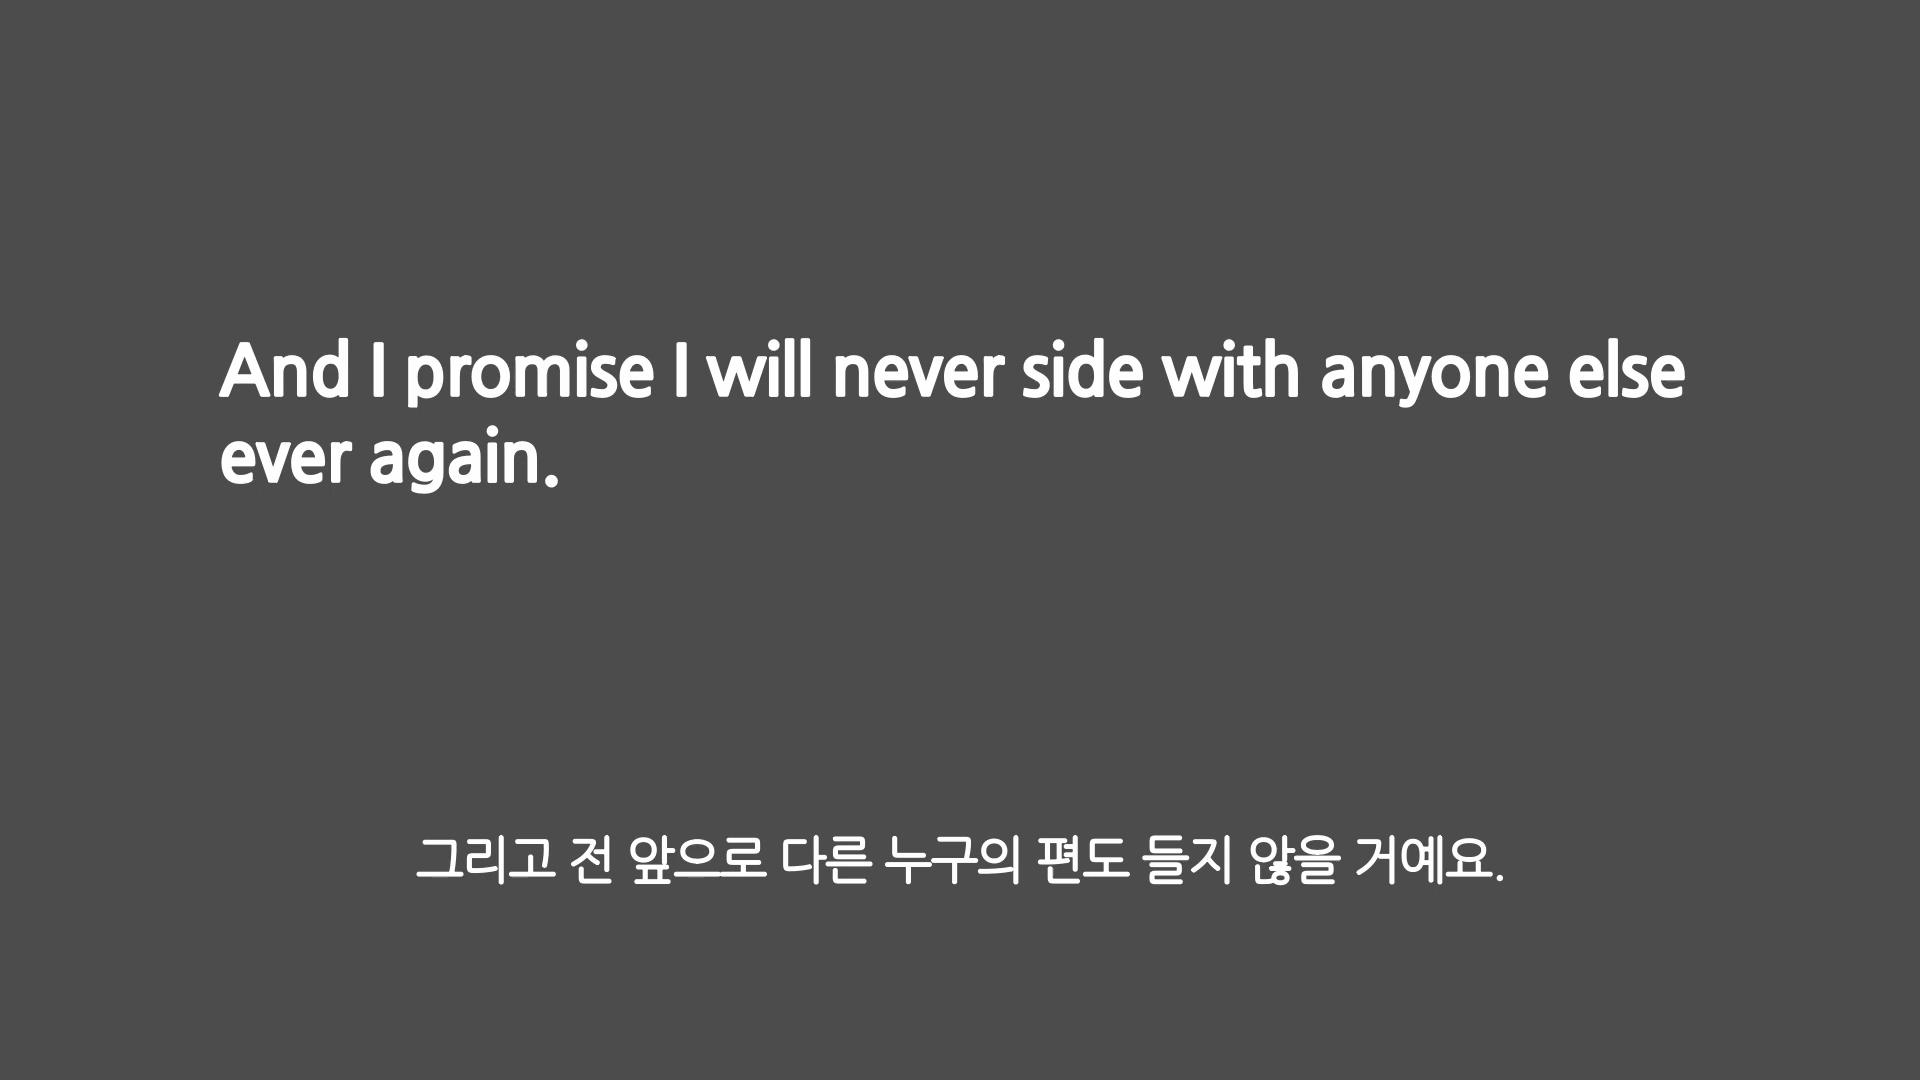 And I promise I will never side with anyone else
ever again.
그리고 전 앞으로 다른 누구의 편도 들지 않을 거예요.